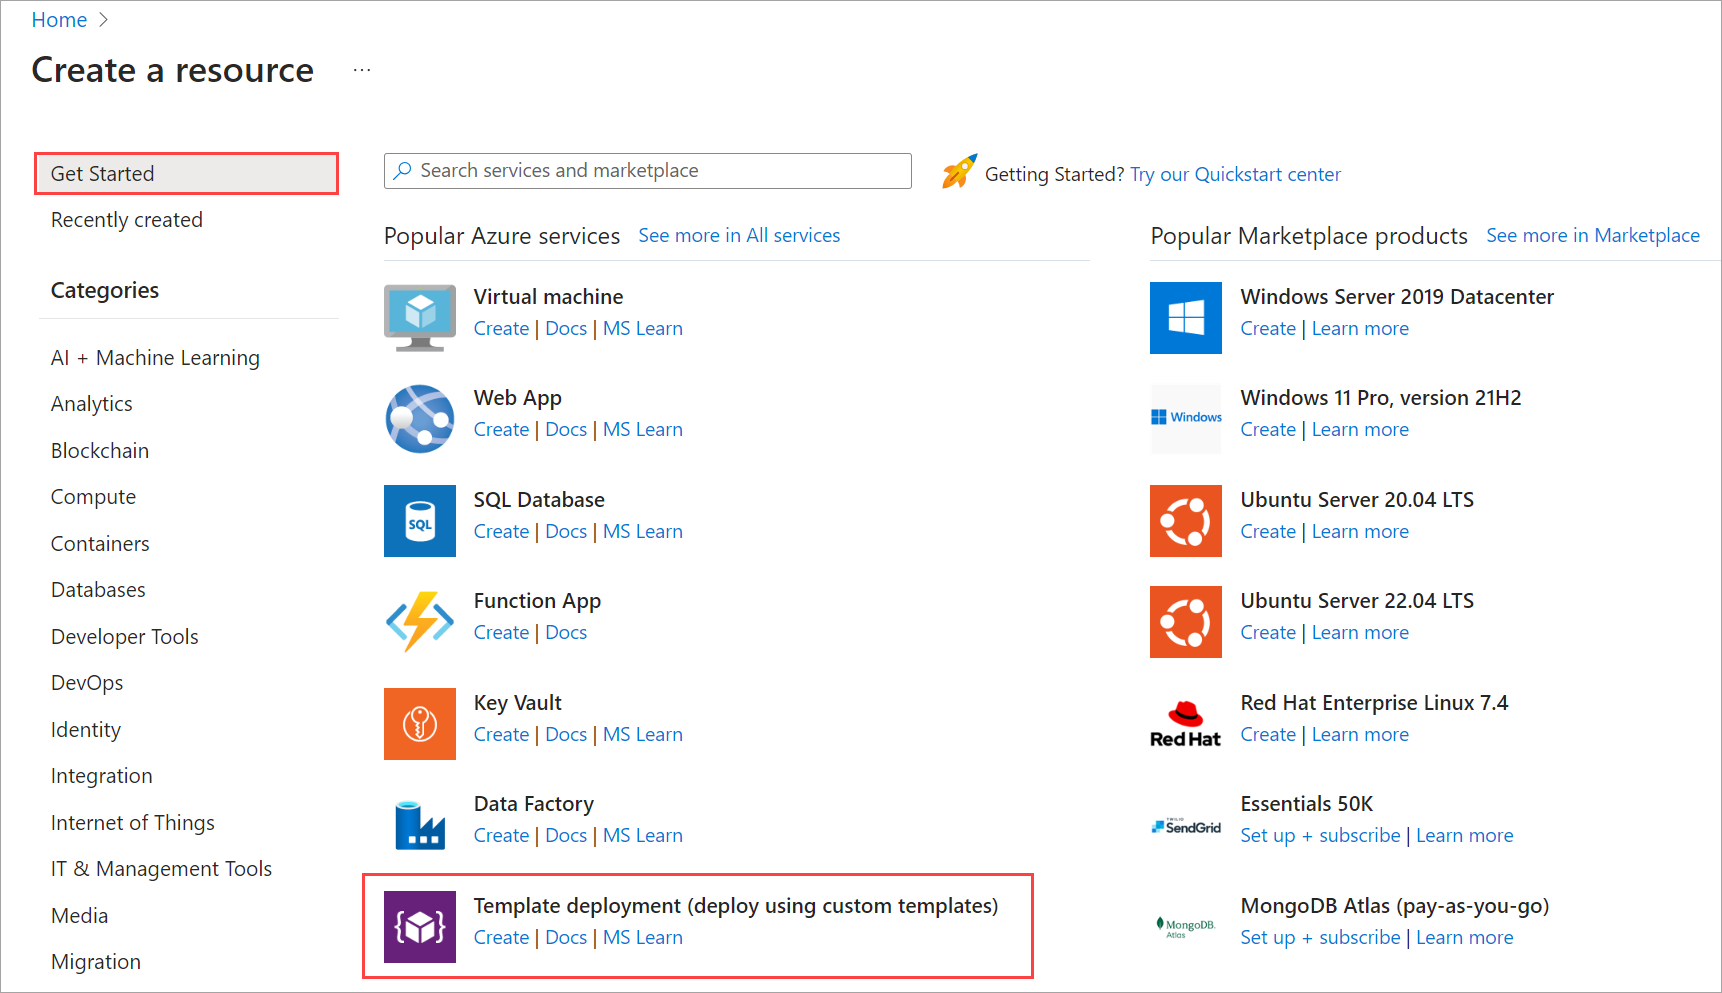 Home
Create a resource ...
Get Started
Recently created
Categories
AI + Machine Learning
Analytics
Blockchain
Compute
Containers
Databases
Developer Tools
DevOps
Identity
Integration
Internet of Things
IT & Management Tools
Media
Migration
Search services and marketplace
Getting Started? Try our Quickstart center
Popular Azure services See more in All services
Virtual machine
Create | Docs | MS Learn
Web App
Create | Docs | MS Learn
SQL
SQL Database
Create | Docs | MS Learn
Function App
Create | Docs
Key Vault
Create | Docs | MS Learn
Data Factory
Create | Docs | MS Learn
Template deployment (deploy using custom templates)
Create | Docs | MS Learn
Popular Marketplace products See more in Marketplace
Windows Server 2019 Datacenter
Create | Learn more
Windows
Windows 11 Pro, version 21H2
Create | Learn more
Ubuntu Server 20.04 LTS
Create | Learn more
Ubuntu Server 22.04 LTS
Create | Learn more
Red Hat
Red Hat Enterprise Linux 7.4
Create | Learn more
TWILIO
SendGrid
Essentials 50K
Set up + subscribe | Learn more
MongoDB.
Atlas
MongoDB Atlas (pay-as-you-go)
Set up + subscribe | Learn more